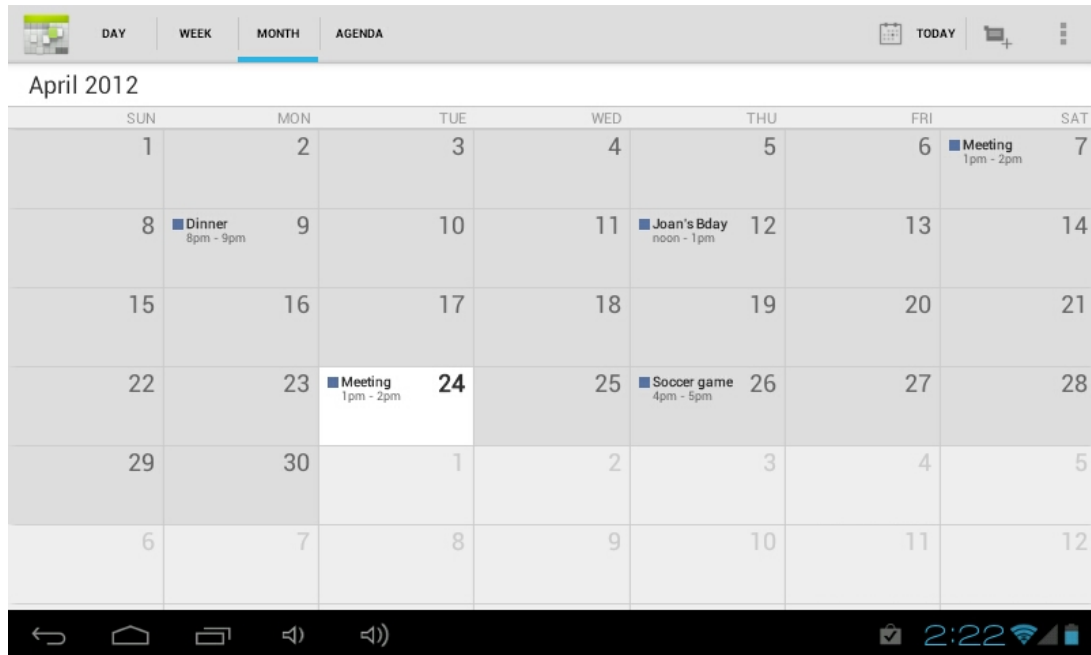 DAY WEEK MONTH AGENDA TODAY
April 2012
SUN MON TUE WED THU FRI SAT
1 2 3 4 5 6 Meeting 7
1pm - 2pm
8 Dinner 9 10 11 Joan's Bday 12 13 14
8pm - 9pm noon - 1pm
15 16 17 18 19 20 21
22 23 Meeting 24 25 Soccer game 26 27 28
1pm - 2pm 4pm - 5pm
29 30 1 2 3 4 5
6 7 8 9 10 11 12
2:22